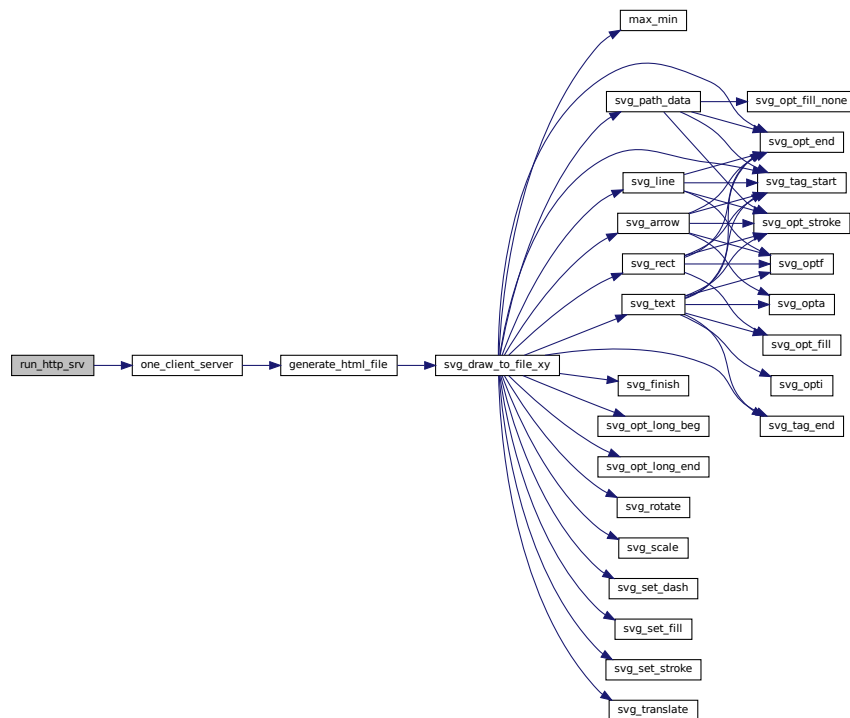 max_min
svg_path_data
svg_opt_fill_none
svg_opt_end
svg_line
svg_tag_start
svg_arrow
svg_opt_stroke
svg_rect
svg_optf
svg_text
svg_opta
svg_opt_fill
run_http_srv
one_client_server
generate_html_file
svg_draw_to_file_xy
svg_finish
svg_opti
svg_opt_long_beg
svg_tag_end
svg_opt_long_end
svg_rotate
svg_scale
svg_set_dash
svg_set_fill
svg_set_stroke
svg_translate